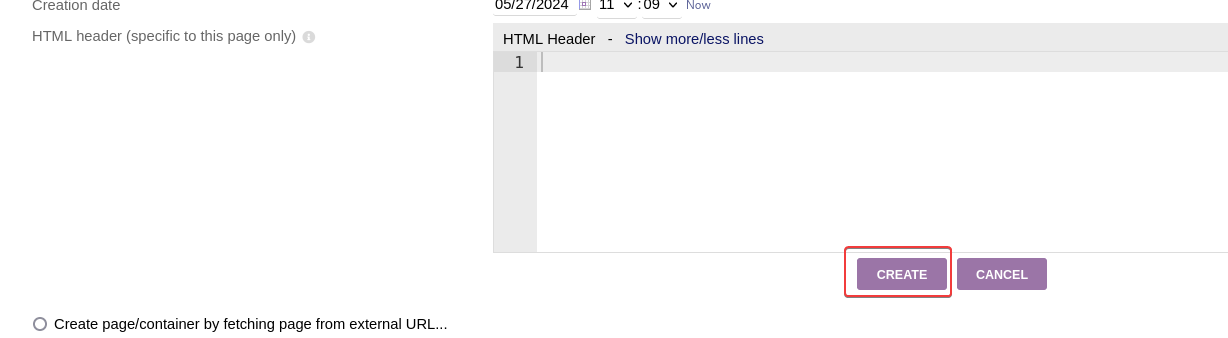 Creation date 05/27/2024 11 : 09 Now
HTML header (specific to this page only)
HTML Header - Show more/less lines
1
CREATE CANCEL
Create page/container by fetching page from external URL...